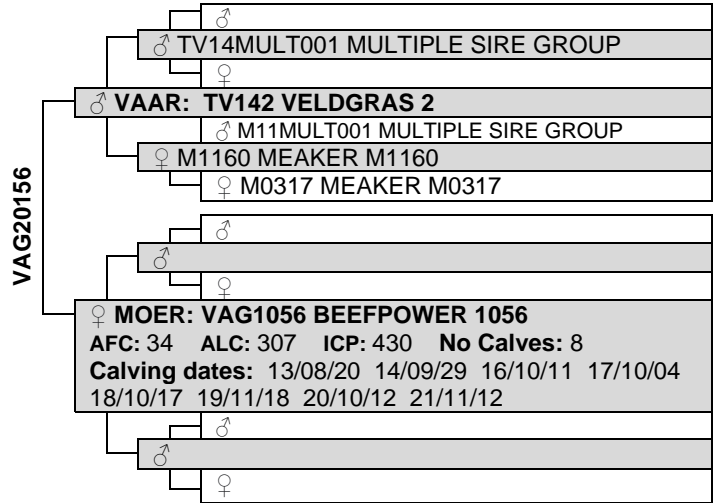 ♂
♂ TV14MULT001 MULTIPLE SIRE GROUP
♀
♂ VAAR: TV142 VELDGRAS 2
♂ M11MULT001 MULTIPLE SIRE GROUP
♀ M1160 MEAKER M1160
♀ M0317 MEAKER M0317
VAG20156
♂
♂
♀
♀ MOER: VAG1056 BEEFPOWER 1056
AFC: 34 ALC: 307 ICP: 430 No Calves: 8
Calving dates: 13/08/20 14/09/29 16/10/11 17/10/04
18/10/17 19/11/18 20/10/12 21/11/12
♂
♂
♀